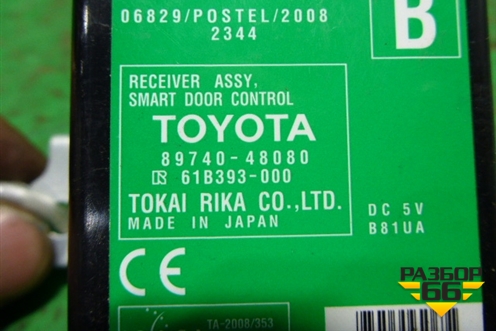 06829/POSTEL/2008
2344
B
RECEIVER ASSY,
SMART DOOR CONTROL
TOYOTA
89740-48080
61B393-000
TOKAI RIKA CO.,LTD.
MADE IN JAPAN
DC 5V
B81UA
CE
TA-2008/353
РАЗБОР
66